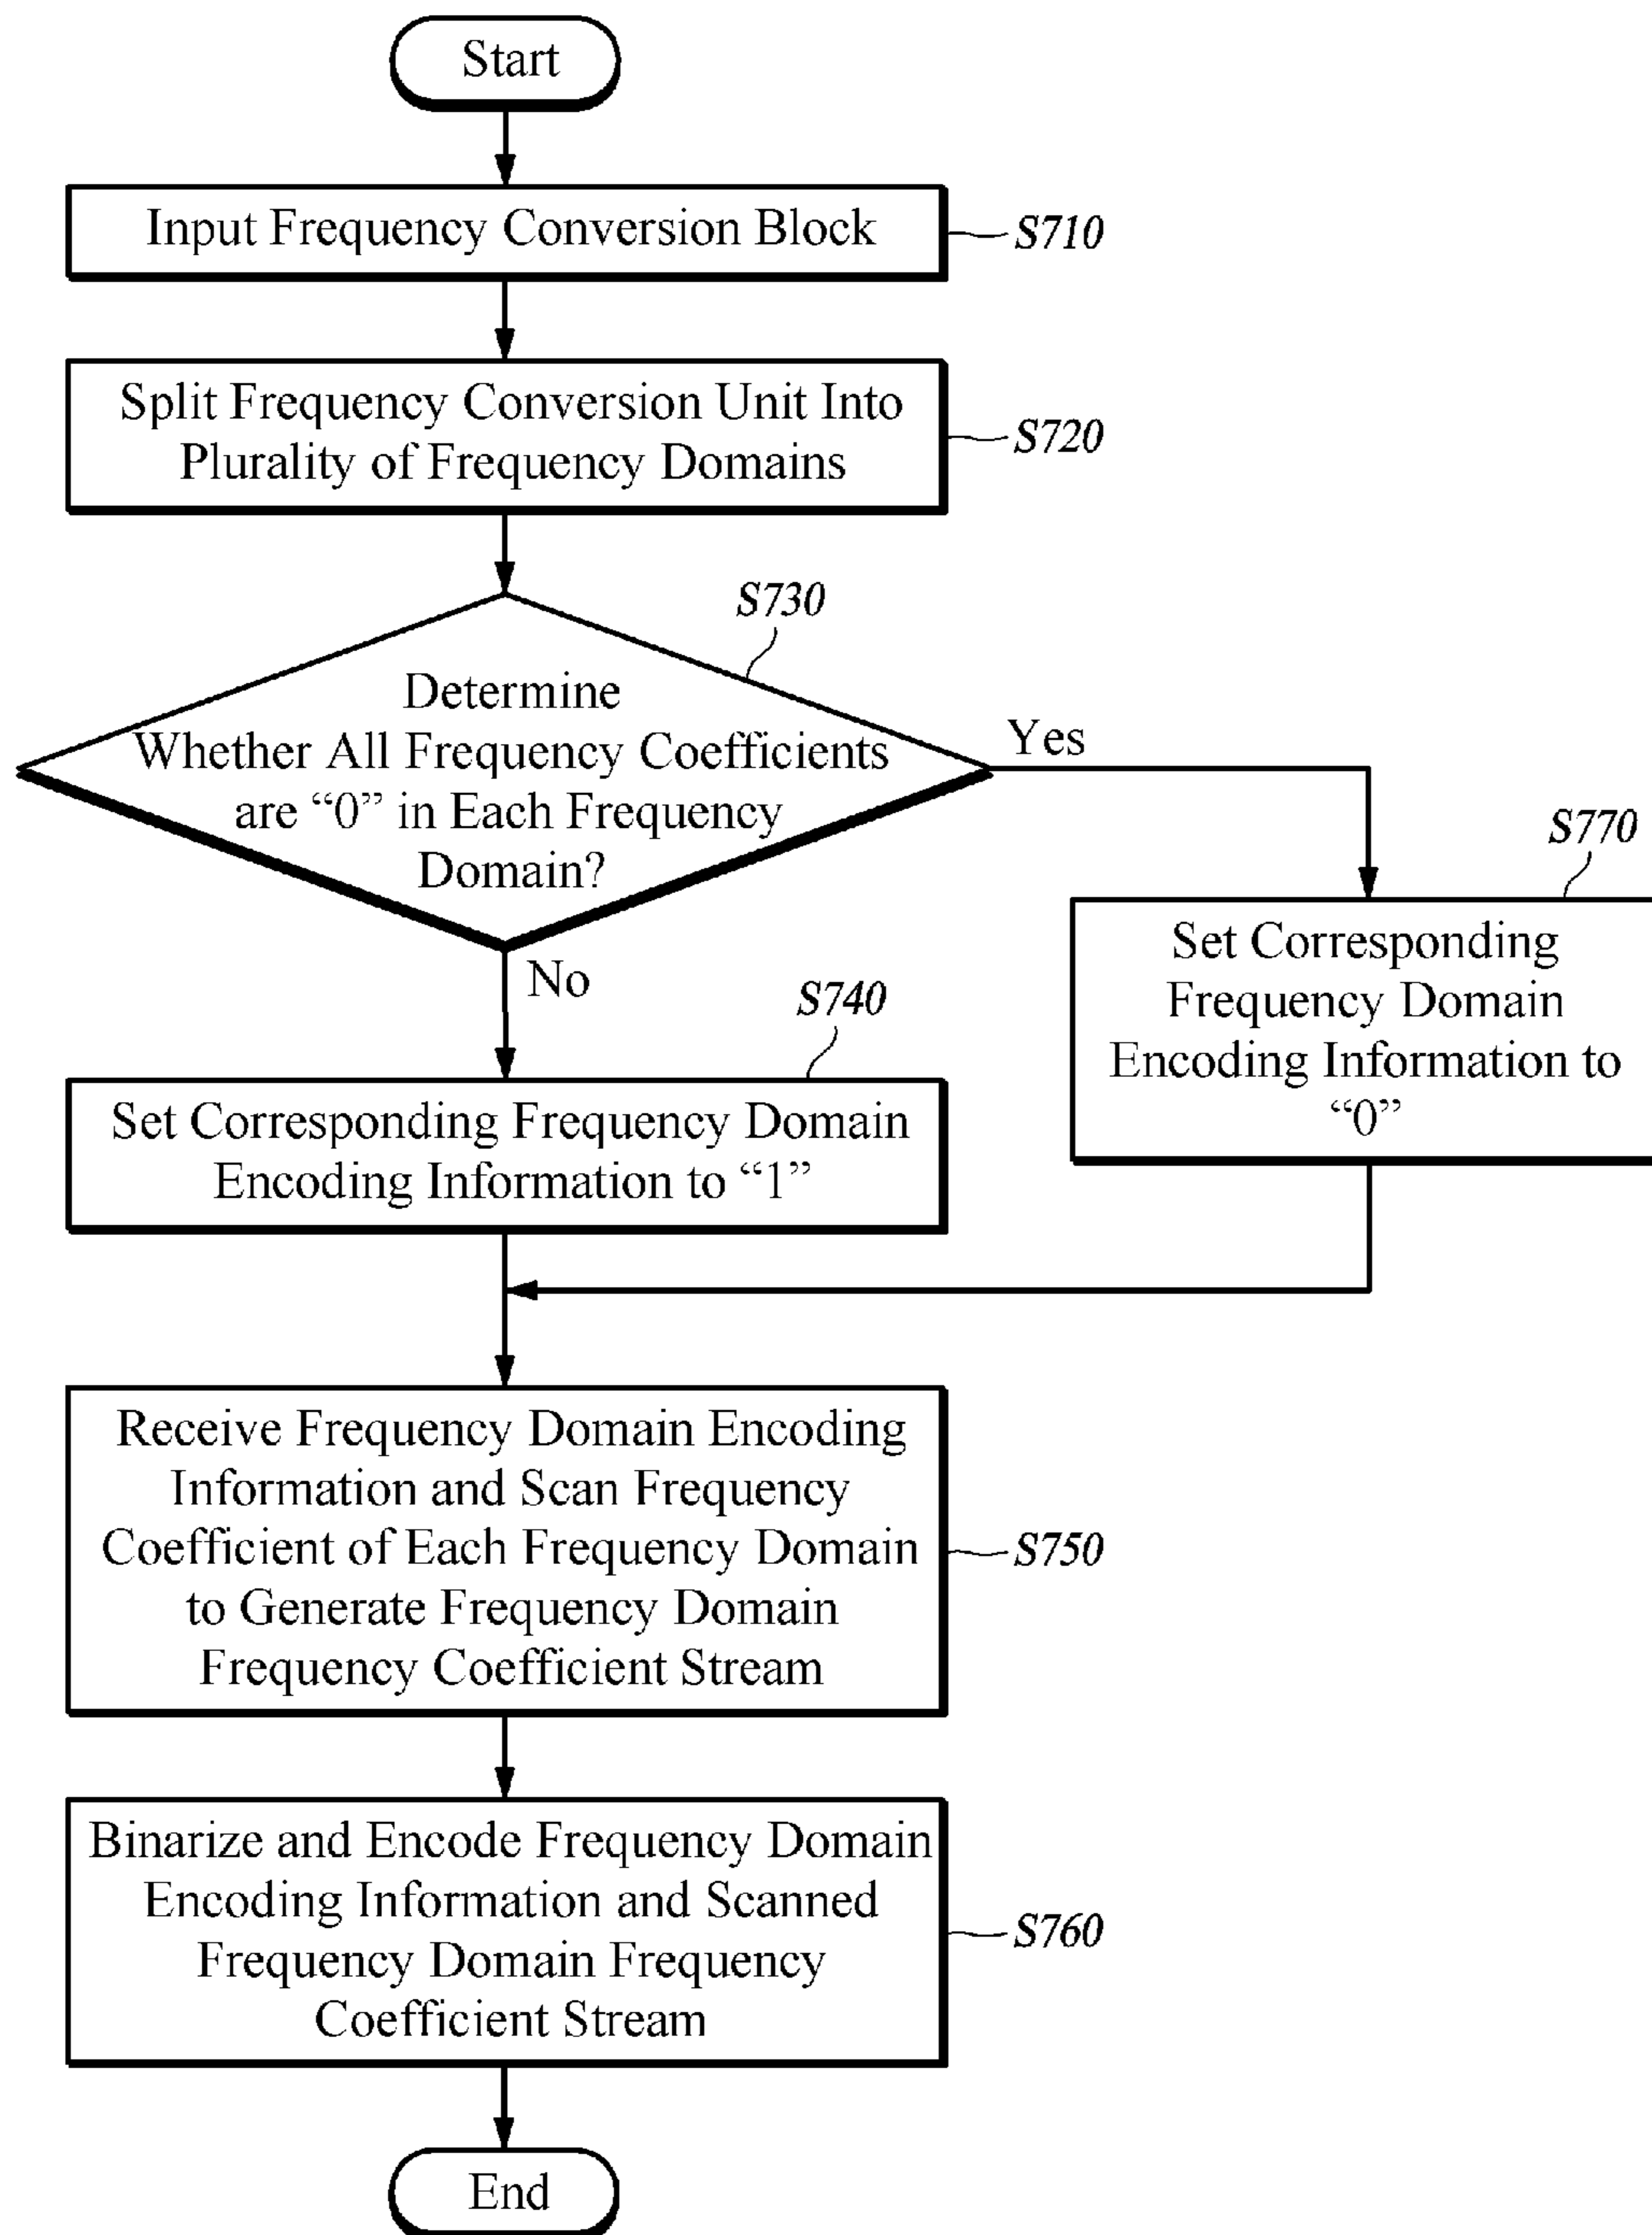 Start
Input Frequency Conversion Block
S710
Split Frequency Conversion Unit Into
Plurality of Frequency Domains
S720
S730
Determine
Whether All Frequency Coefficients
are “0” in Each Frequency
Domain?
Yes
No
S770
Set Corresponding
Frequency Domain
Encoding Information to
“0”
S740
Set Corresponding Frequency Domain
Encoding Information to “1”
Receive Frequency Domain Encoding
Information and Scan Frequency
Coefficient of Each Frequency Domain
to Generate Frequency Domain
Frequency Coefficient Stream
S750
Binarize and Encode Frequency Domain
Encoding Information and Scanned
Frequency Domain Frequency
Coefficient Stream
S760
End